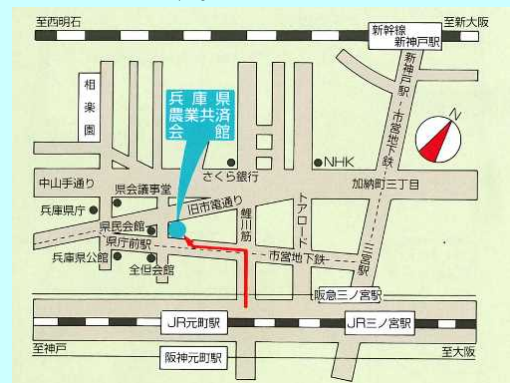 至西明石
至新大阪
新幹線
新神戸駅
兵庫県
農業共済
会館
相楽園
新神戸駅
市営地下鉄
N
さくら銀行
NHK
中山手通り
県会議事堂
加納町三丁目
旧市電通り
鯉川筋
トアロード
兵庫県庁
県民会館
県庁前駅
市営地下鉄
三宮駅
兵庫県公館
全但会館
阪急三ノ宮駅
JR元町駅
JR三ノ宮駅
至神戸
阪神元町駅
至大阪